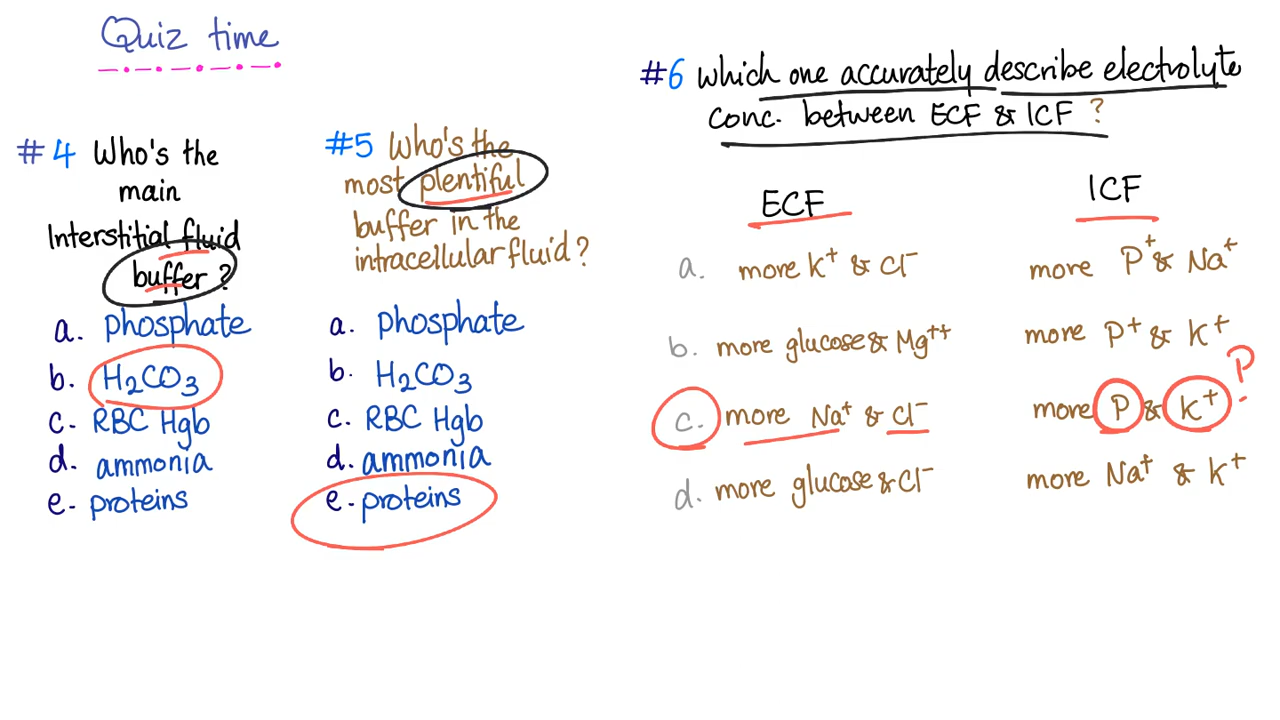 Quiz time
#4 Who's the
main
Interstitial fluid
buffer?
a. phosphate
b. H₂CO₃
c. RBC Hgb
d. ammonia
e. proteins
#5 Who's the
most plentiful
buffer in the
intracellular fluid?
a. phosphate
b. H₂CO₃
c. RBC Hgb
d. ammonia
e. proteins
#6 which one accurately describe electrolyte
conc. between ECF & ICF?
ECF ICF
a. more K⁺ & Cl⁻ more P⁺ & Na⁺
b. more glucose & Mg⁺⁺ more P⁺ & K⁺
c. more Na⁺ & Cl⁻ more P & K⁺
P
d. more glucose & Cl⁻ more Na⁺ & K⁺